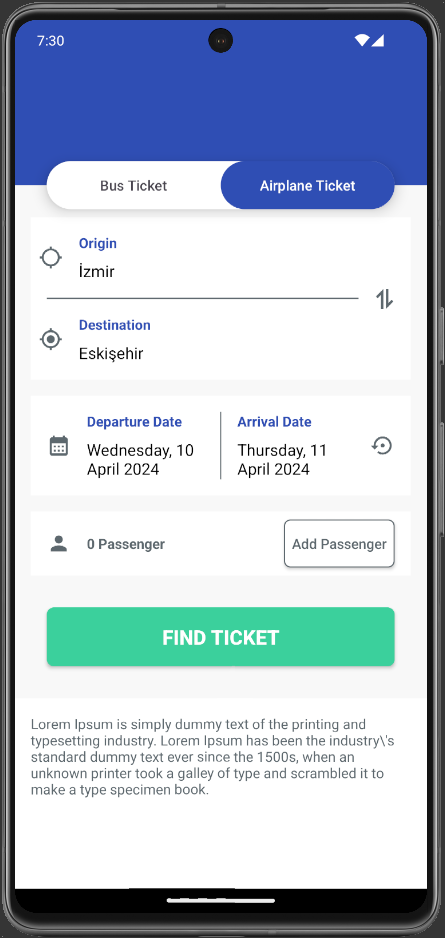 7:30
Bus Ticket
Airplane Ticket
Origin
İzmir
Destination
Eskişehir
Departure Date
Wednesday, 10
April 2024
Arrival Date
Thursday, 11
April 2024
0 Passenger
Add Passenger
FIND TICKET
Lorem Ipsum is simply dummy text of the printing and
typesetting industry. Lorem Ipsum has been the industry\'s
standard dummy text ever since the 1500s, when an
unknown printer took a galley of type and scrambled it to
make a type specimen book.